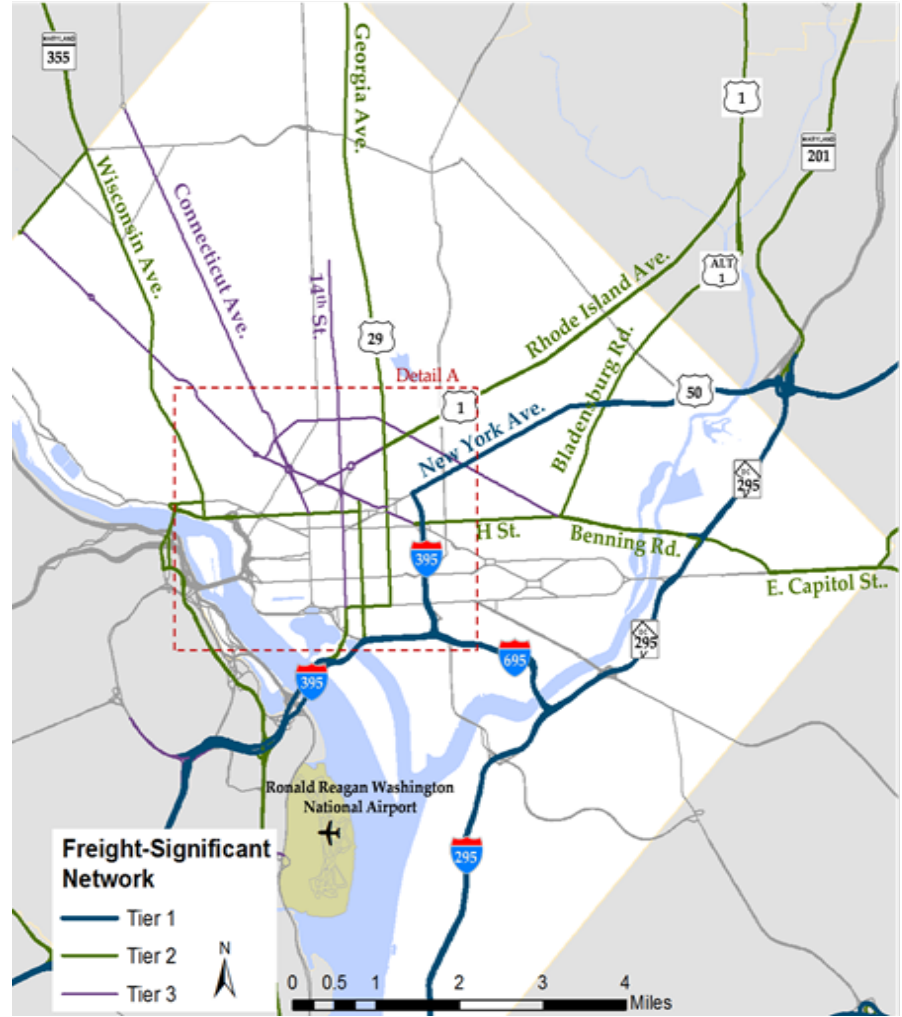 MARYLAND
355
Georgia Ave.
1
MARYLAND
201
Wisconsin Ave.
Connecticut Ave.
14th St.
ALT
1
Rhode Island Ave.
29
Bladensburg Rd.
Detail A
50
1
New York Ave.
DC
295
H St.
Benning Rd.
395
E. Capitol St..
DC
295
695
395
Ronald Reagan Washington
National Airport
295
Freight-Significant
Network
Tier 1
Tier 2
Tier 3
N
0 0.5 1 2 3 4
Miles